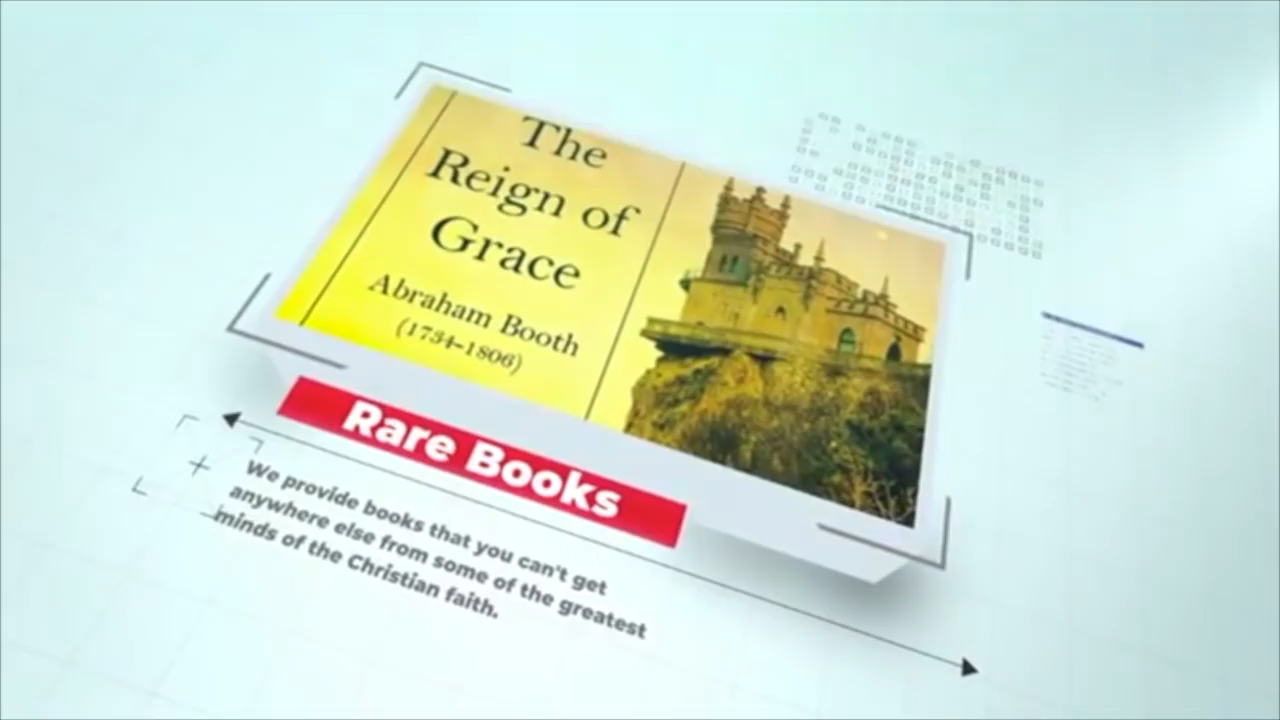 The
Reign of
Grace
Abraham Booth
(1734–1806)
Rare Books
We provide books that you can't get
anywhere else from some of the greatest
minds of the Christian faith.